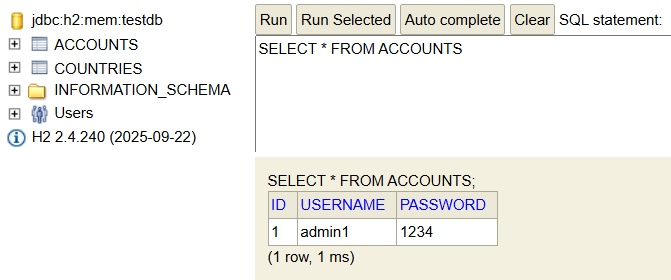 jdbc:h2:mem:testdb
ACCOUNTS
COUNTRIES
INFORMATION_SCHEMA
Users
H2 2.4.240 (2025-09-22)
Run Run Selected Auto complete Clear SQL statement:
SELECT * FROM ACCOUNTS
SELECT * FROM ACCOUNTS;
ID USERNAME PASSWORD
1 admin1 1234
(1 row, 1 ms)